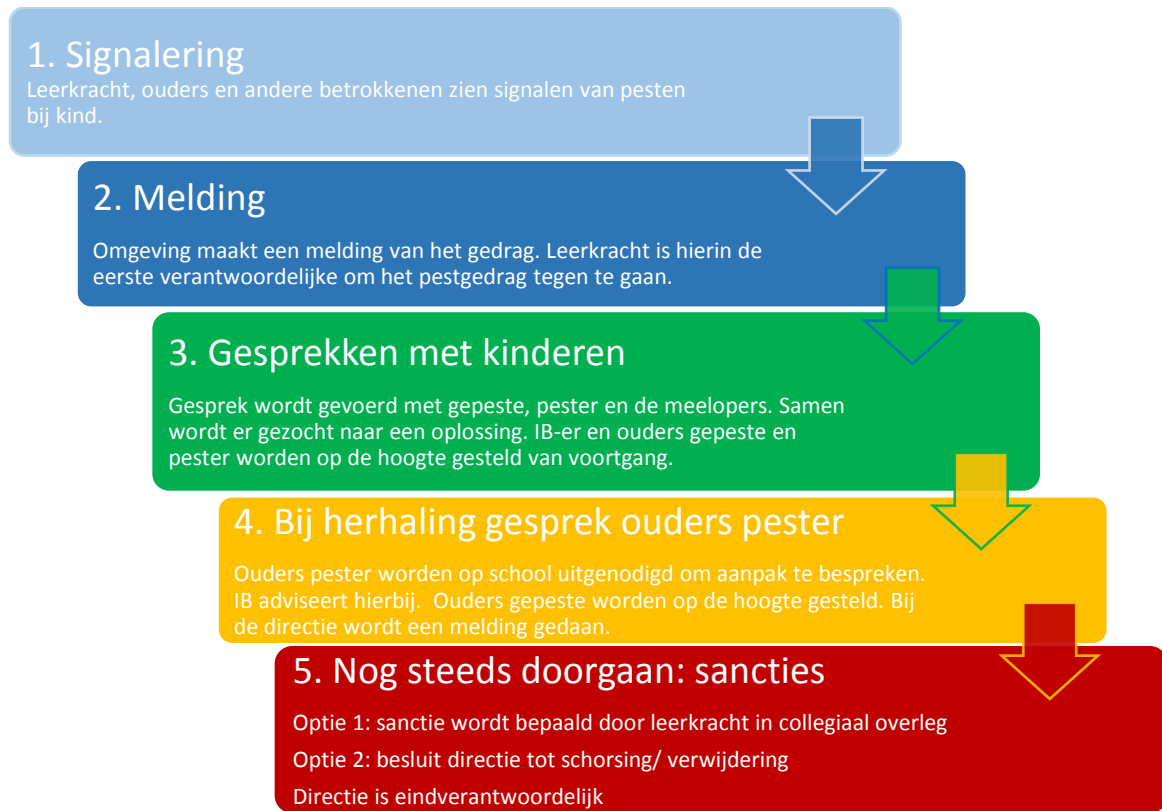 1. Signalering
Leerkracht, ouders en andere betrokkenen zien signalen van pesten
bij kind.
2. Melding
Omgeving maakt een melding van het gedrag. Leerkracht is hierin de
eerste verantwoordelijke om het pestgedrag tegen te gaan.
3. Gesprekken met kinderen
Gesprek wordt gevoerd met gepeste, pester en de meelopers. Samen
wordt er gezocht naar een oplossing. IB-er en ouders gepeste en
pester worden op de hoogte gesteld van voortgang.
4. Bij herhaling gesprek ouders pester
Ouders pester worden op school uitgenodigd om aanpak te bespreken.
IB adviseert hierbij.  Ouders gepeste worden op de hoogte gesteld. Bij
de directie wordt een melding gedaan.
5. Nog steeds doorgaan: sancties
Optie 1: sanctie wordt bepaald door leerkracht in collegiaal overleg
Optie 2: besluit directie tot schorsing/ verwijdering
Directie is eindverantwoordelijk